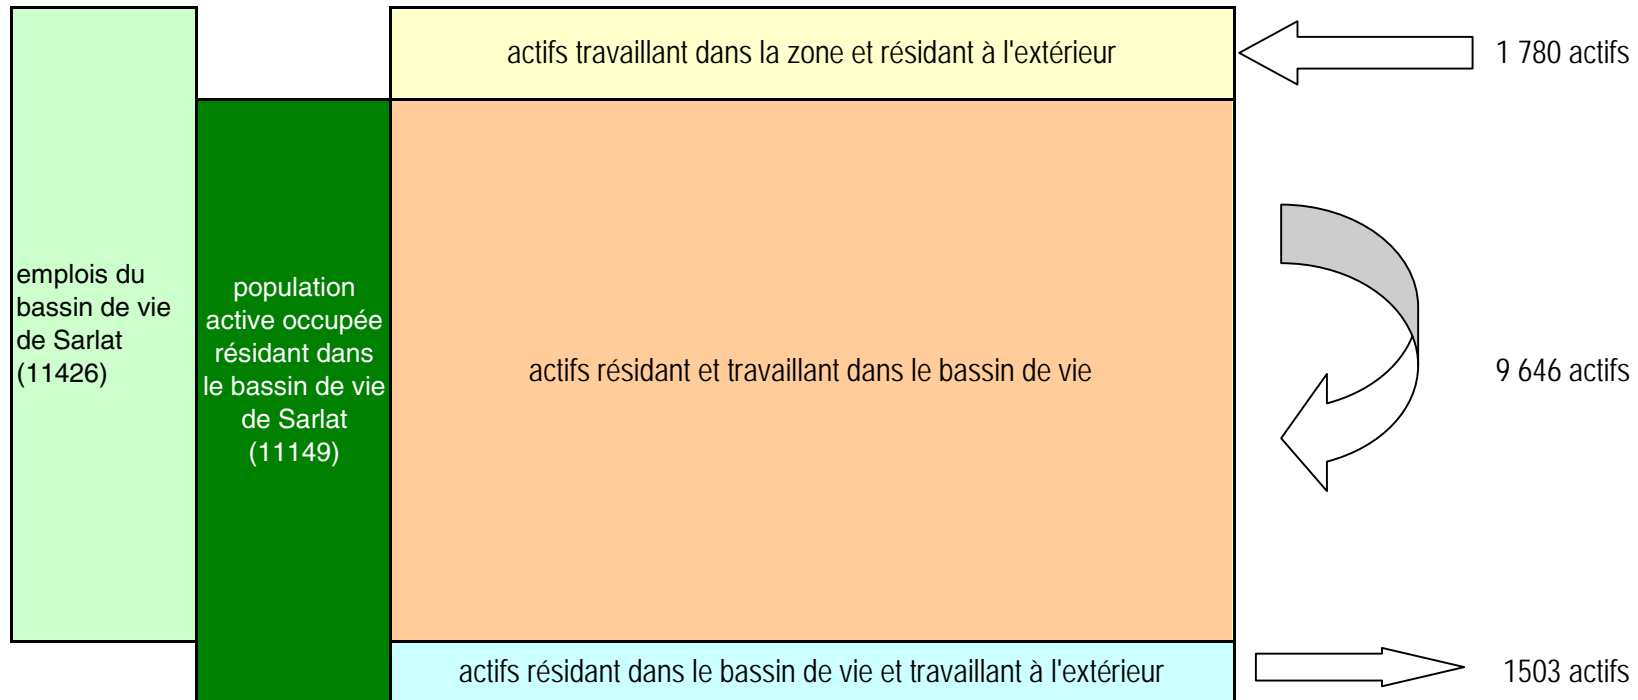 actifs travaillant dans la zone et résidant à l'extérieur
1 780 actifs
emplois du
bassin de vie
de Sarlat
(11426)
population
active occupée
résidant dans
le bassin de vie
de Sarlat
(11149)
actifs résidant et travaillant dans le bassin de vie
9 646 actifs
actifs résidant dans le bassin de vie et travaillant à l'extérieur
1503 actifs